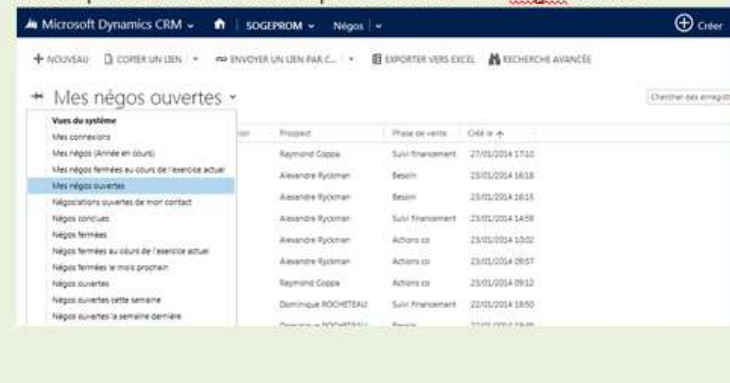 Microsoft Dynamics CRM SOGEPROM Négos Créer
NOUVEAU COPIER UN LIEN ENVOYER UN LIEN PAR C... EXPORTER VERS EXCEL RECHERCHE AVANCÉE
Mes négos ouvertes
Vues du système
Mes connexions
Prospect Phase de vente Créé le
Mes négos (Année en cours)
Raymond Coppa Suivi financement 27/01/2014 17:10
Mes négos fermées au cours de l'exercice actuel
Alexandre Ryckman Besoin 23/01/2014 16:18
Mes négos ouvertes
Négociations ouvertes de mon contact
Alexandre Ryckman Besoin 23/01/2014 16:15
Négos conclues
Alexandre Ryckman Suivi financement 23/01/2014 14:59
Négos fermées
Alexandre Ryckman Actions co 23/01/2014 10:02
Négos fermées au cours de l'exercice actuel
Négos fermées le mois prochain
Alexandre Ryckman Actions co 23/01/2014 09:57
Négos ouvertes
Raymond Coppa Actions co 23/01/2014 09:12
Négos ouvertes cette semaine
Dominique ROCHETEAU Suivi financement 22/01/2014 18:50
Négos ouvertes la semaine dernière